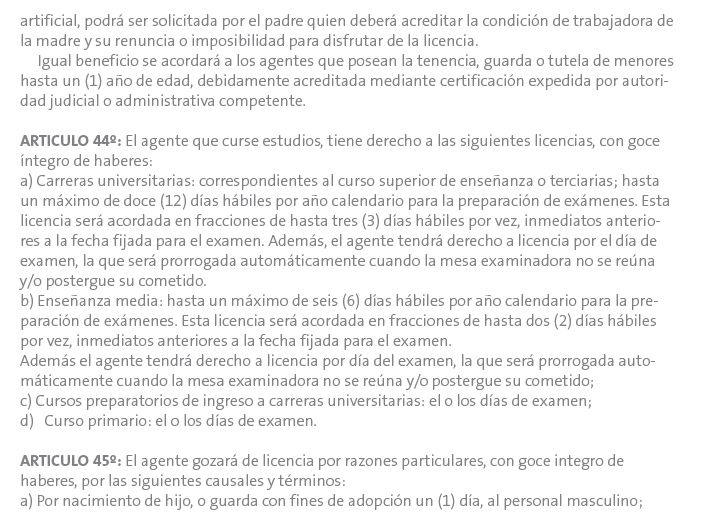 artificial, podrá ser solicitada por el padre quien deberá acreditar la condición de trabajadora de
la madre y su renuncia o imposibilidad para disfrutar de la licencia.
Igual beneficio se acordará a los agentes que posean la tenencia, guarda o tutela de menores
hasta un (1) año de edad, debidamente acreditada mediante certificación expedida por autori-
dad judicial o administrativa competente.
ARTICULO 44º: El agente que curse estudios, tiene derecho a las siguientes licencias, con goce
íntegro de haberes:
a) Carreras universitarias: correspondientes al curso superior de enseñanza o terciarias; hasta
un máximo de doce (12) días hábiles por año calendario para la preparación de exámenes. Esta
licencia será acordada en fracciones de hasta tres (3) días hábiles por vez, inmediatos anterio-
res a la fecha fijada para el examen. Además, el agente tendrá derecho a licencia por el día de
examen, la que será prorrogada automáticamente cuando la mesa examinadora no se reúna
y/o postergue su cometido.
b) Enseñanza media: hasta un máximo de seis (6) días hábiles por año calendario para la pre-
paración de exámenes. Esta licencia será acordada en fracciones de hasta dos (2) días hábiles
por vez, inmediatos anteriores a la fecha fijada para el examen.
Además el agente tendrá derecho a licencia por día del examen, la que será prorrogada auto-
máticamente cuando la mesa examinadora no se reúna y/o postergue su cometido;
c) Cursos preparatorios de ingreso a carreras universitarias: el o los días de examen;
d) Curso primario: el o los días de examen.
ARTICULO 45º: El agente gozará de licencia por razones particulares, con goce integro de
haberes, por las siguientes causales y términos:
a) Por nacimiento de hijo, o guarda con fines de adopción un (1) día, al personal masculino;